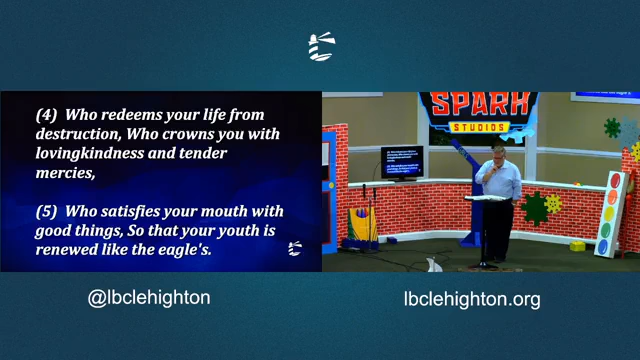 (4) Who redeems your life from
destruction, Who crowns you with
lovingkindness and tender
mercies,
(5) Who satisfies your mouth with
good things, So that your youth is
renewed like the eagle's.
SPARK
STUDIOS
@lbclehighton
lbclehighton.org